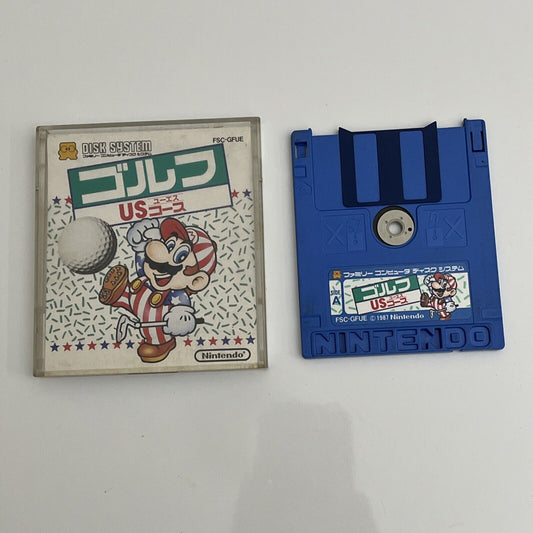 FSC-GFUE
DISK SYSTEM
ファミリー コンピュータ ディスク システム
ゴルフ
ユーエス
USコース
Nintendo
ファミリー コンピュータ ディスク システム
SIDE
A
ゴルフ
USコース
FSC-GFUE © 1987 Nintendo
NINTENDO